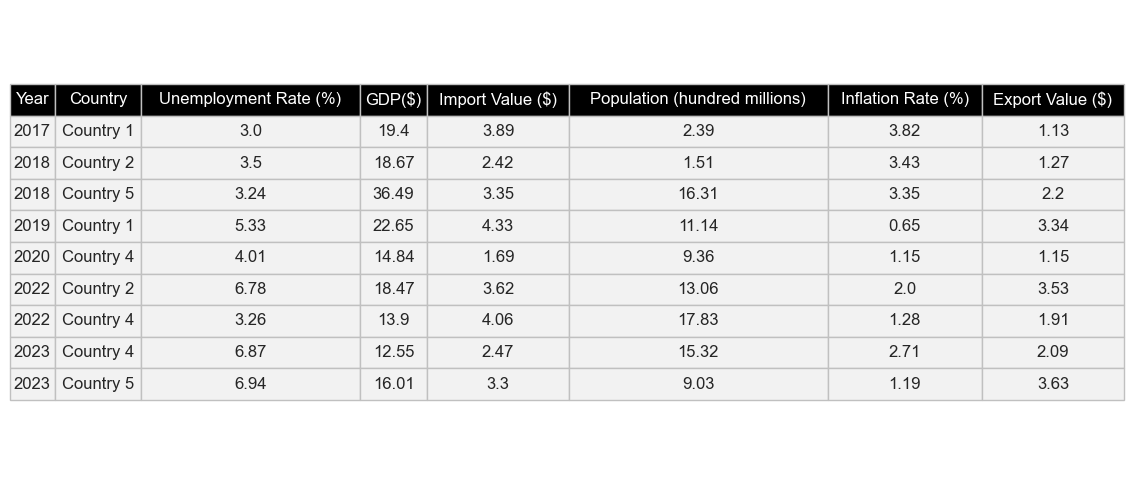 Year Country Unemployment Rate (%) GDP($) Import Value ($) Population (hundred millions) Inflation Rate (%) Export Value ($)
2017 Country 1 3.0 19.4 3.89 2.39 3.82 1.13
2018 Country 2 3.5 18.67 2.42 1.51 3.43 1.27
2018 Country 5 3.24 36.49 3.35 16.31 3.35 2.2
2019 Country 1 5.33 22.65 4.33 11.14 0.65 3.34
2020 Country 4 4.01 14.84 1.69 9.36 1.15 1.15
2022 Country 2 6.78 18.47 3.62 13.06 2.0 3.53
2022 Country 4 3.26 13.9 4.06 17.83 1.28 1.91
2023 Country 4 6.87 12.55 2.47 15.32 2.71 2.09
2023 Country 5 6.94 16.01 3.3 9.03 1.19 3.63